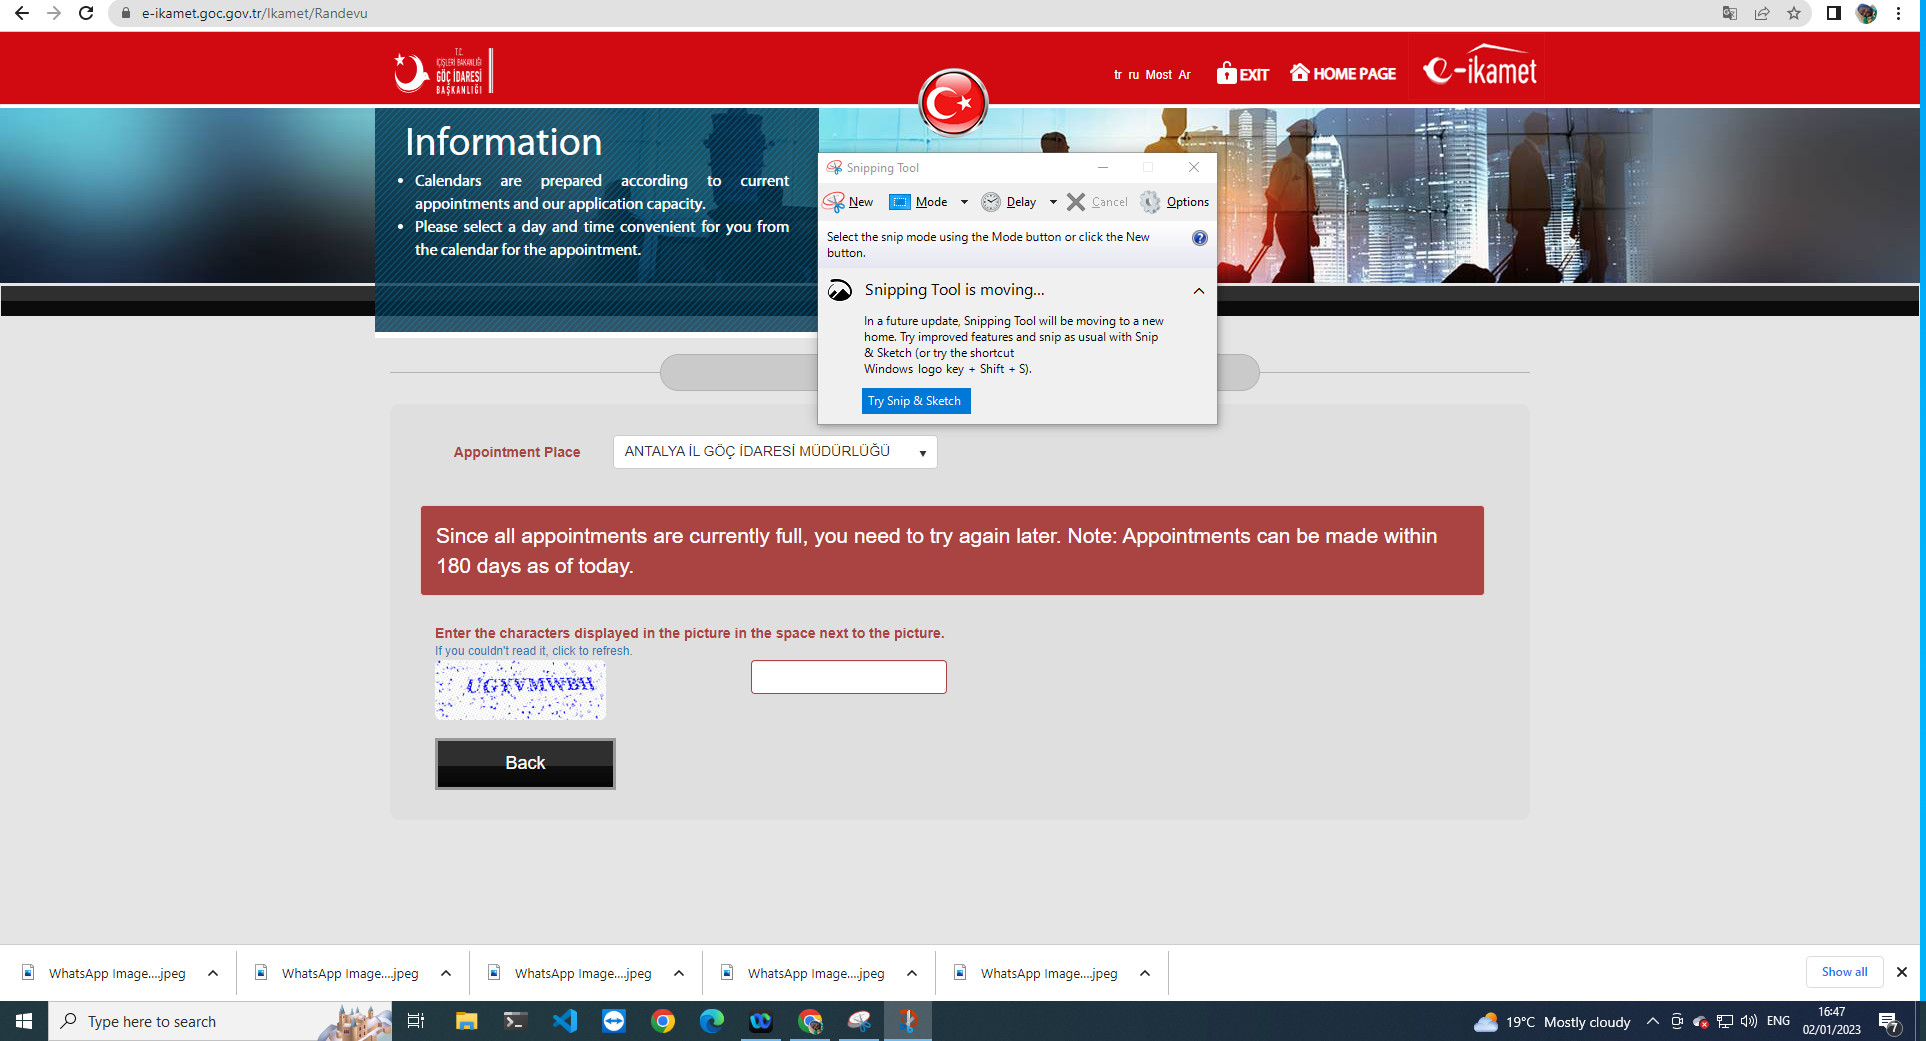 e-ikamet.goc.gov.tr/Ikamet/Randevu
T.C.
İÇİŞLERİ BAKANLIĞI
GÖÇ İDARESİ
BAŞKANLIĞI
tr ru Most Ar
EXIT
HOME PAGE
e-ikamet
Information
• Calendars are prepared according to current
appointments and our application capacity.
• Please select a day and time convenient for you from
the calendar for the appointment.
Snipping Tool
New
Mode
Delay
Cancel
Options
Select the snip mode using the Mode button or click the New
button.
Snipping Tool is moving...
In a future update, Snipping Tool will be moving to a new
home. Try improved features and snip as usual with Snip
& Sketch (or try the shortcut
Windows logo key + Shift + S).
Try Snip & Sketch
Appointment Place
ANTALYA İL GÖÇ İDARESİ MÜDÜRLÜĞÜ
Since all appointments are currently full, you need to try again later. Note: Appointments can be made within
180 days as of today.
Enter the characters displayed in the picture in the space next to the picture.
If you couldn't read it, click to refresh.
UGYVMWBH
Back
WhatsApp Image....jpeg
WhatsApp Image....jpeg
WhatsApp Image....jpeg
WhatsApp Image....jpeg
WhatsApp Image....jpeg
Show all
Type here to search
19°C Mostly cloudy
ENG
16:47
02/01/2023
7